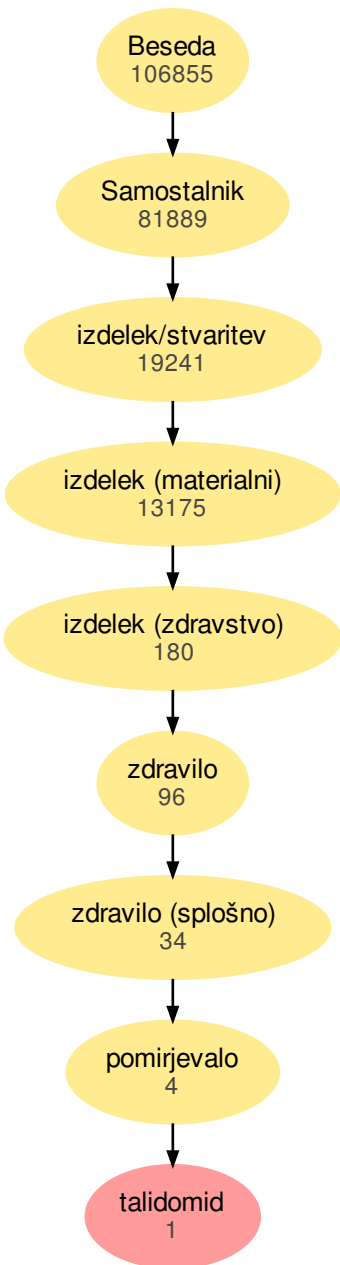 Beseda
106855
Samostalnik
81889
izdelek/stvaritev
19241
izdelek (materialni)
13175
izdelek (zdravstvo)
180
zdravilo
96
zdravilo (splošno)
34
pomirjevalo
4
talidomid
1